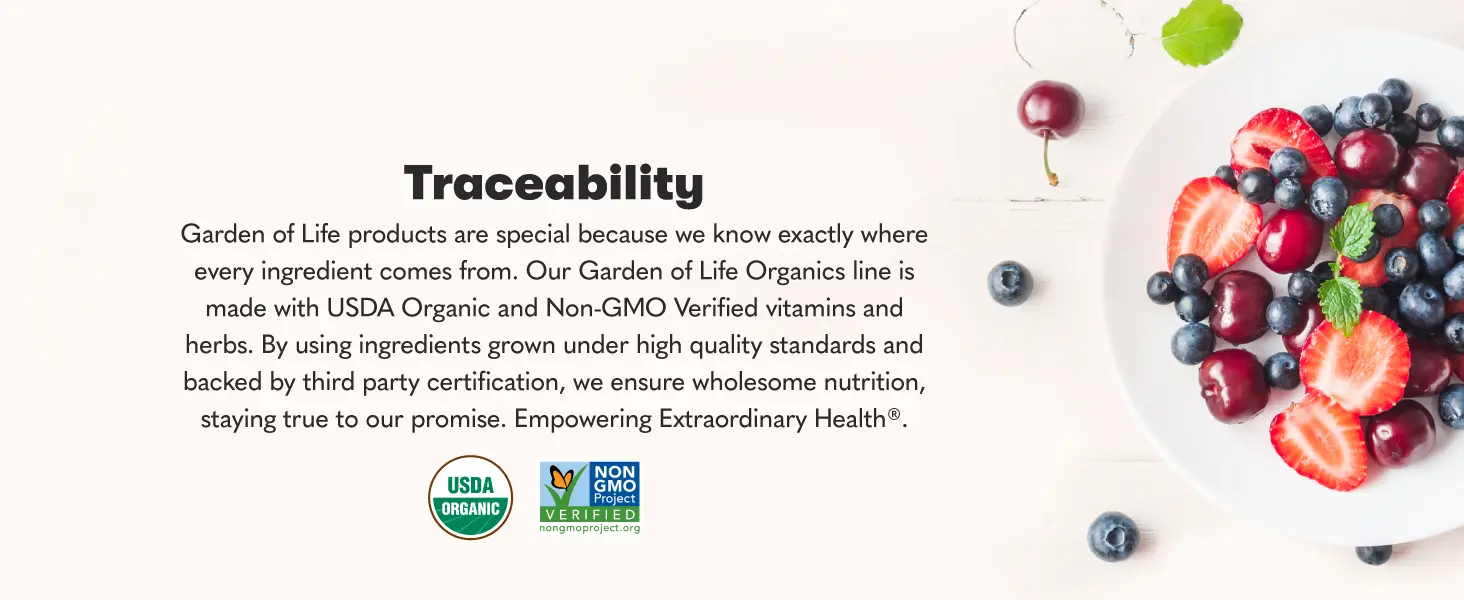 Traceability
Garden of Life products are special because we know exactly where
every ingredient comes from. Our Garden of Life Organics line is
made with USDA Organic and Non-GMO Verified vitamins and
herbs. By using ingredients grown under high quality standards and
backed by third party certification, we ensure wholesome nutrition,
staying true to our promise. Empowering Extraordinary Health®.
USDA
ORGANIC
NON
GMO
Project
VERIFIED
nongmoproject.org